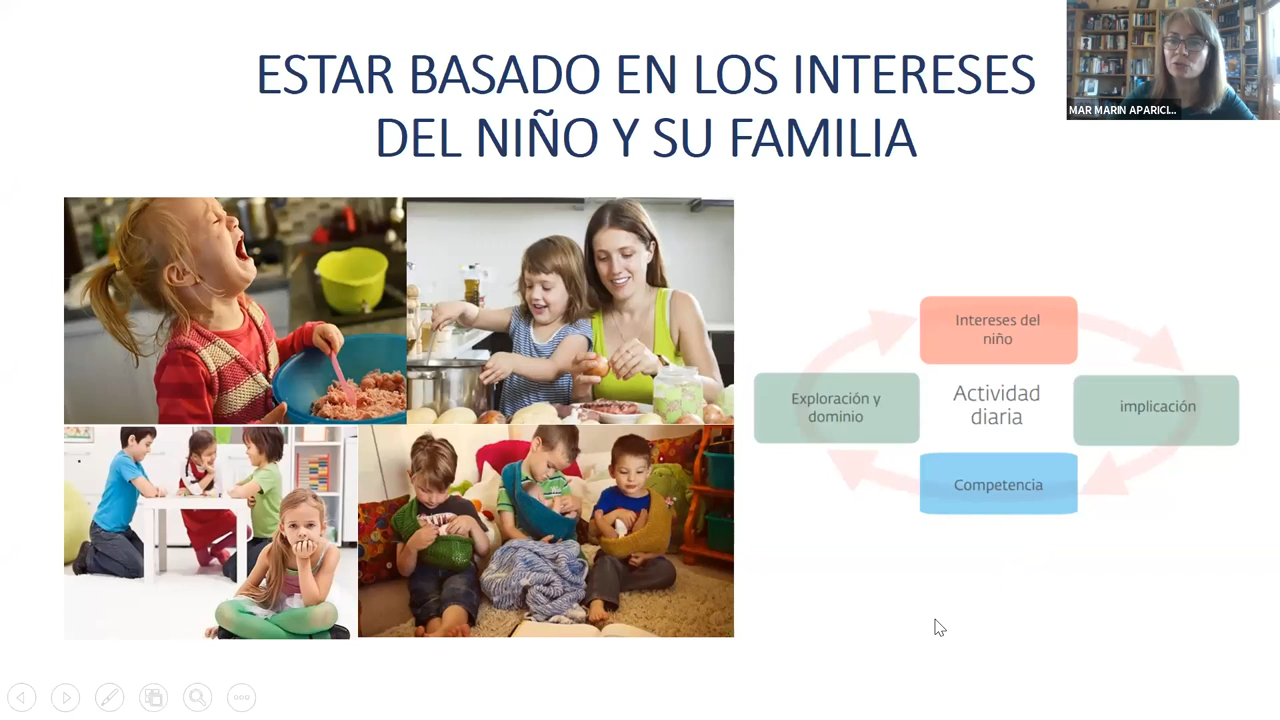 ESTAR BASADO EN LOS INTERESES
DEL NIÑO Y SU FAMILIA
MAR MARIN APARICI...
Intereses del
niño
Exploración y
dominio
Actividad
diaria
implicación
Competencia